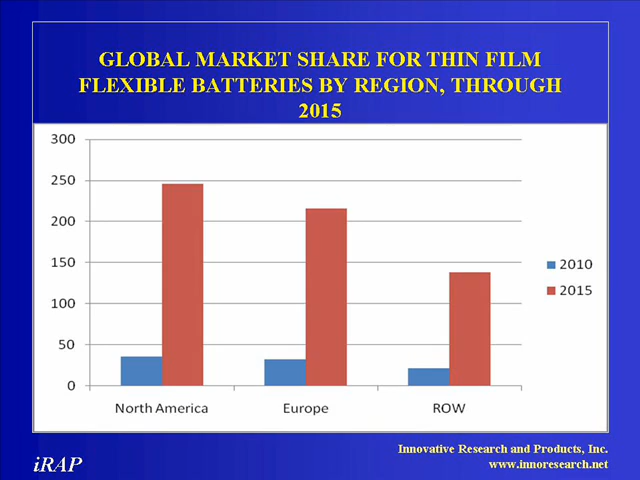 GLOBAL MARKET SHARE FOR THIN FILM
FLEXIBLE BATTERIES BY REGION, THROUGH
2015
300
250
200
150
100
50
0
North America
Europe
ROW
2010
2015
iRAP
Innovative Research and Products, Inc.
www.innoresearch.net